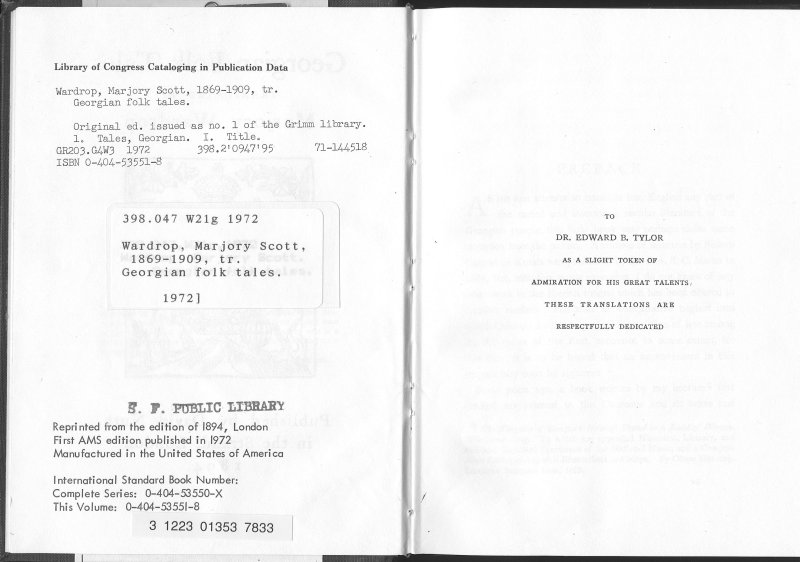 Library of Congress Cataloging in Publication Data
Wardrop, Marjory Scott, 1869-1909, tr.
Georgian folk tales.
Original ed. issued as no. 1 of the Grimm library.
1. Tales, Georgian. I. Title.
GR203.G4W3 1972 398.2'0947'95 71-144518
ISBN 0-404-53551-8
398.047 W21g 1972
Wardrop, Marjory Scott,
1869-1909, tr.
Georgian folk tales.
1972]
S. F. PUBLIC LIBRARY
Reprinted from the edition of 1894, London
First AMS edition published in 1972
Manufactured in the United States of America
International Standard Book Number:
Complete Series: 0-404-53550-X
This Volume: 0-404-53551-8
3 1223 01353 7833
TO
DR. EDWARD B. TYLOR
AS A SLIGHT TOKEN OF
ADMIRATION FOR HIS GREAT TALENTS,
THESE TRANSLATIONS ARE
RESPECTFULLY DEDICATED